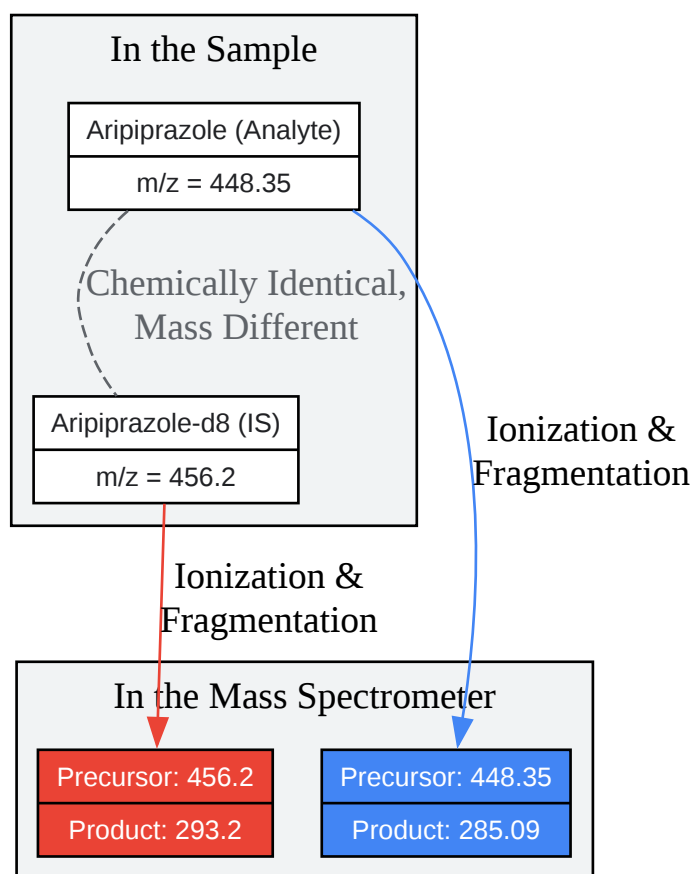 In the Sample
Aripiprazole (Analyte)
m/z = 448.35
Chemically Identical,
Mass Different
Aripiprazole-d8 (IS)
m/z = 456.2
Ionization &
Fragmentation
Ionization &
Fragmentation
In the Mass Spectrometer
Precursor: 456.2
Product: 293.2
Precursor: 448.35
Product: 285.09